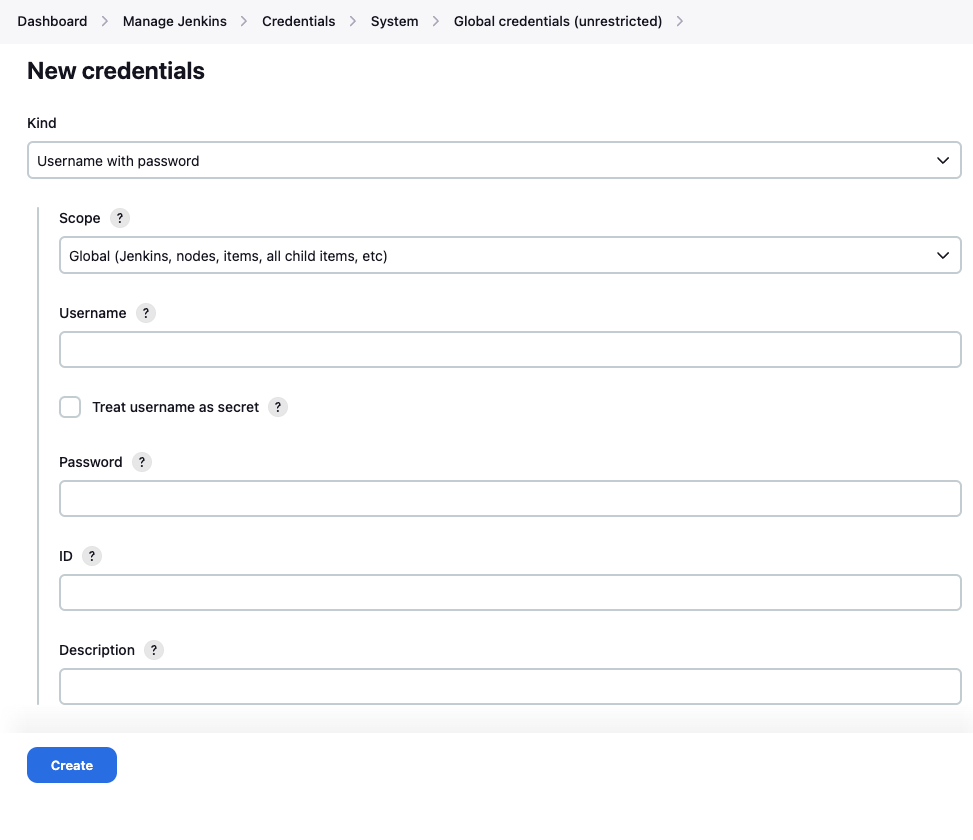 Dashboard > Manage Jenkins > Credentials > System > Global credentials (unrestricted) >
New credentials
Kind
Username with password
Scope ?
Global (Jenkins, nodes, items, all child items, etc)
Username ?
Treat username as secret ?
Password ?
ID ?
Description ?
Create